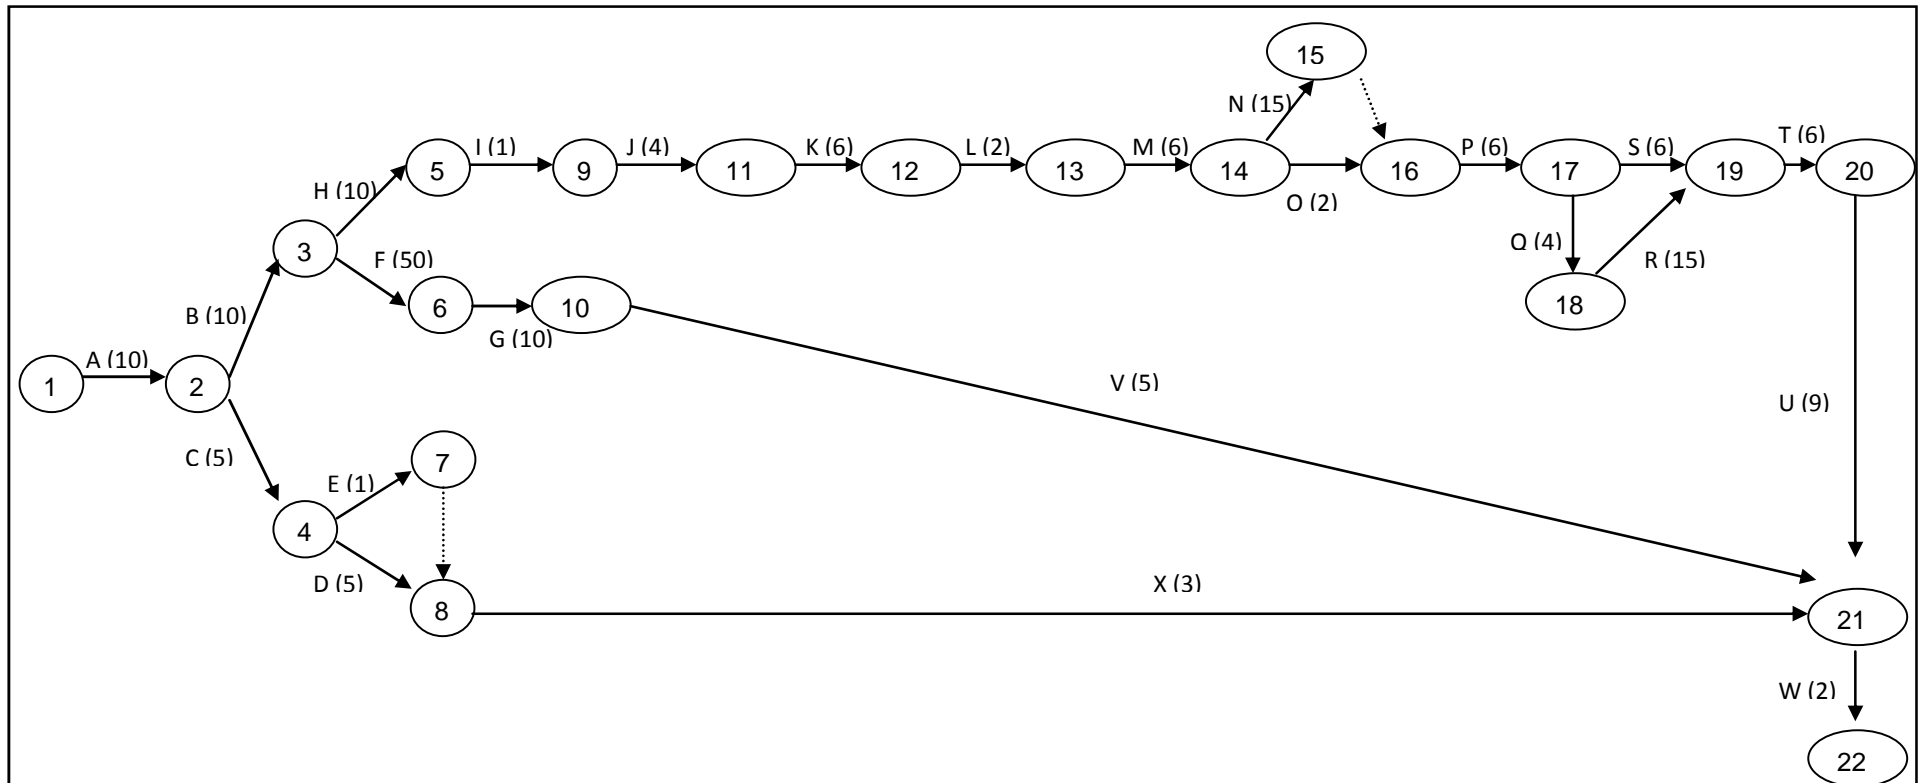 15
N (15)
I (1)
J (4)
K (6)
L (2)
M (6)
P (6)
S (6)
T (6)
5
9
11
12
13
14
16
17
19
20
H (10)
O (2)
3
F (50)
Q (4)
R (15)
6
10
18
B (10)
G (10)
A (10)
1
2
V (5)
U (9)
C (5)
7
E (1)
4
D (5)
X (3)
8
21
W (2)
22